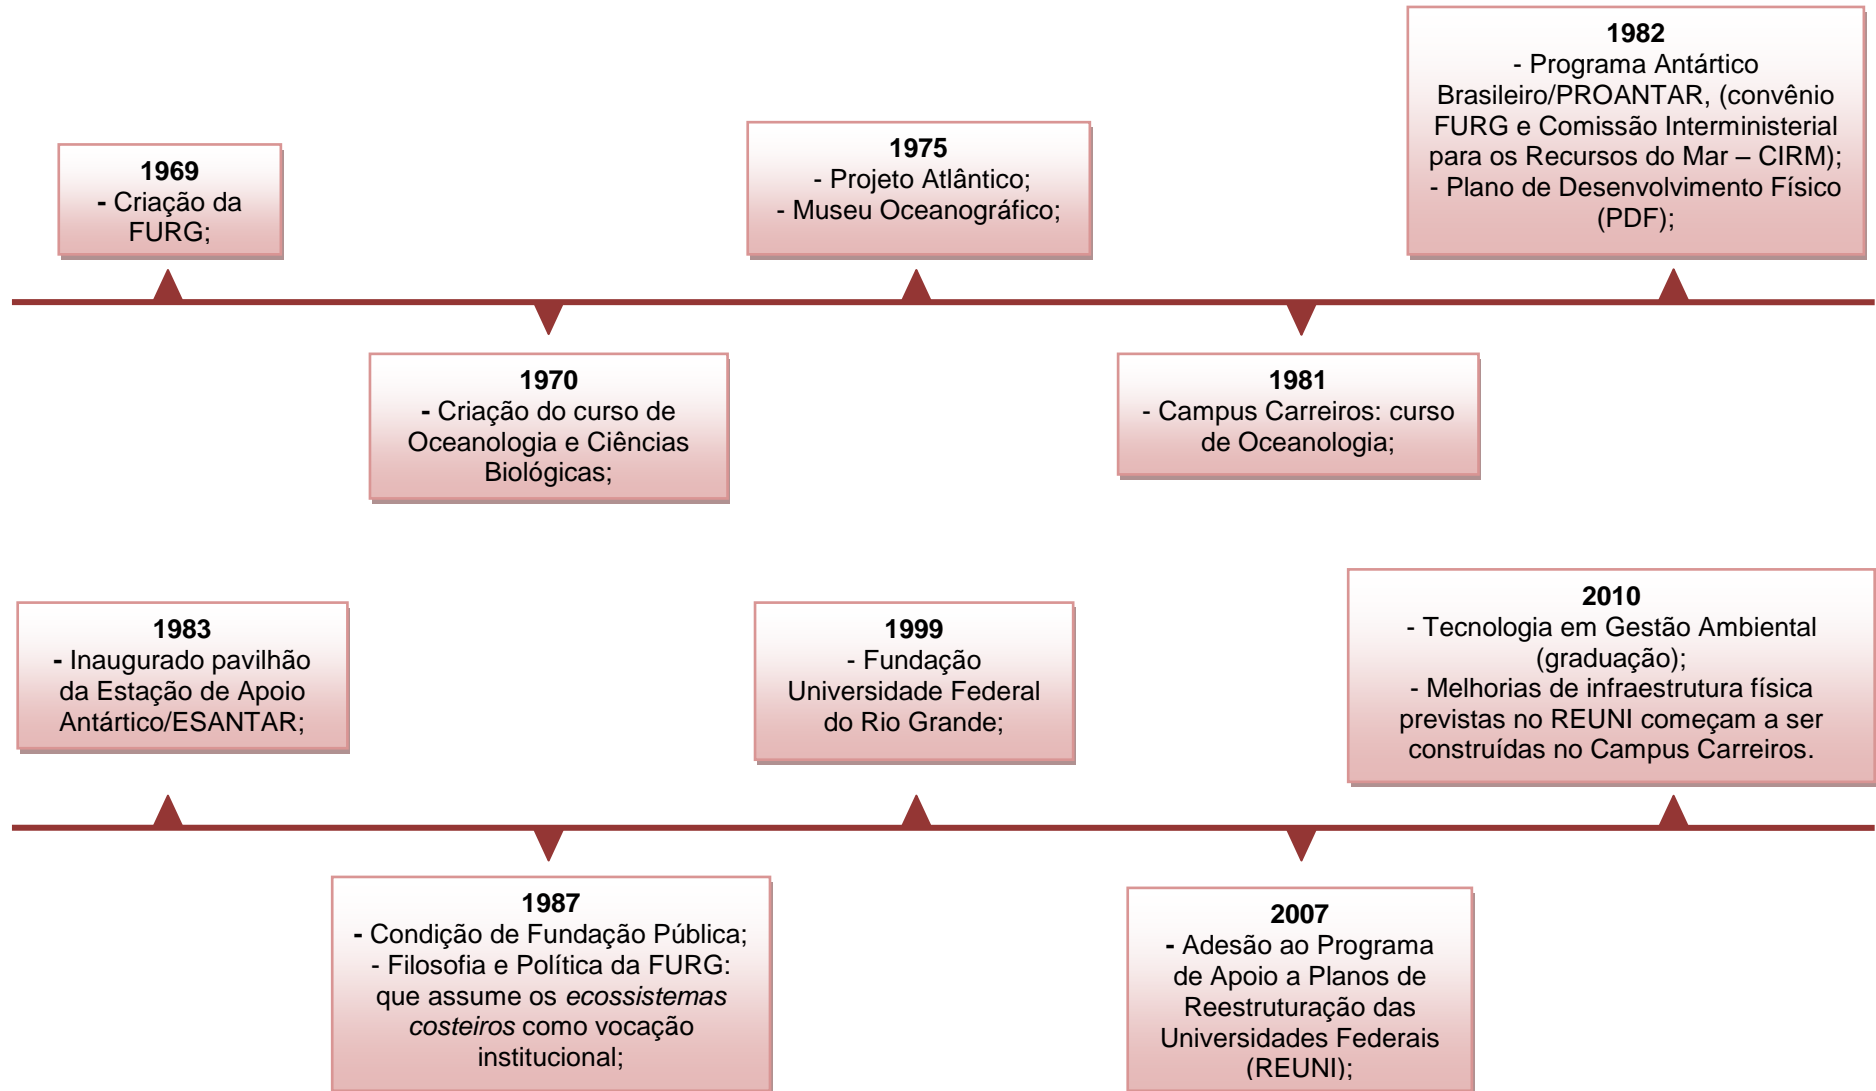 1969
- Criação da
FURG;
1970
- Criação do curso de
Oceanologia e Ciências
Biológicas;
1975
- Projeto Atlântico;
- Museu Oceanográfico;
1981
- Campus Carreiros: curso
de Oceanologia;
1982
- Programa Antártico
Brasileiro/PROANTAR, (convênio
FURG e Comissão Interministerial
para os Recursos do Mar – CIRM);
- Plano de Desenvolvimento Físico
(PDF);
1983
- Inaugurado pavilhão
da Estação de Apoio
Antártico/ESANTAR;
1987
- Condição de Fundação Pública;
- Filosofia e Política da FURG:
que assume os ecossistemas
costeiros como vocação
institucional;
1999
- Fundação
Universidade Federal
do Rio Grande;
2007
- Adesão ao Programa
de Apoio a Planos de
Reestruturação das
Universidades Federais
(REUNI);
2010
- Tecnologia em Gestão Ambiental
(graduação);
- Melhorias de infraestrutura física
previstas no REUNI começam a ser
construídas no Campus Carreiros.